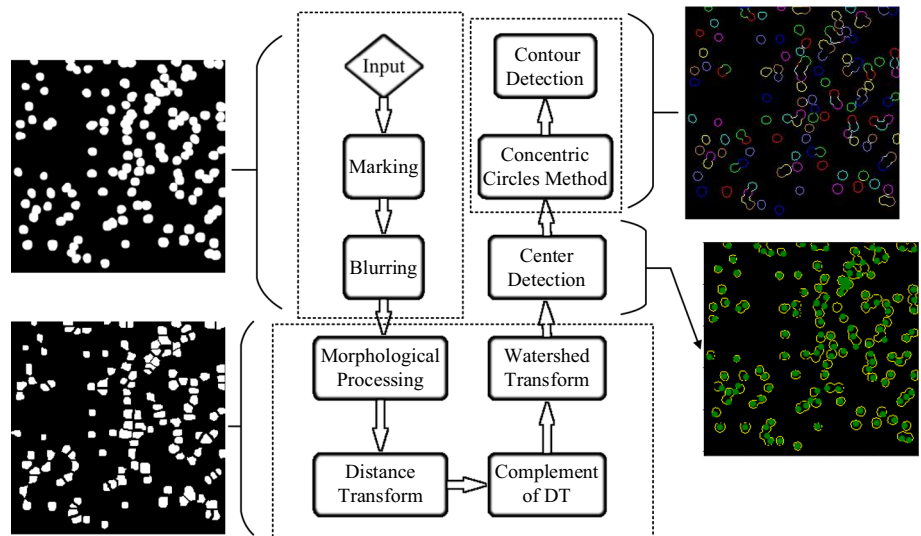 Input
Marking
Blurring
Morphological
Processing
Distance
Transform
Complement
of DT
Watershed
Transform
Center
Detection
Concentric
Circles Method
Contour
Detection